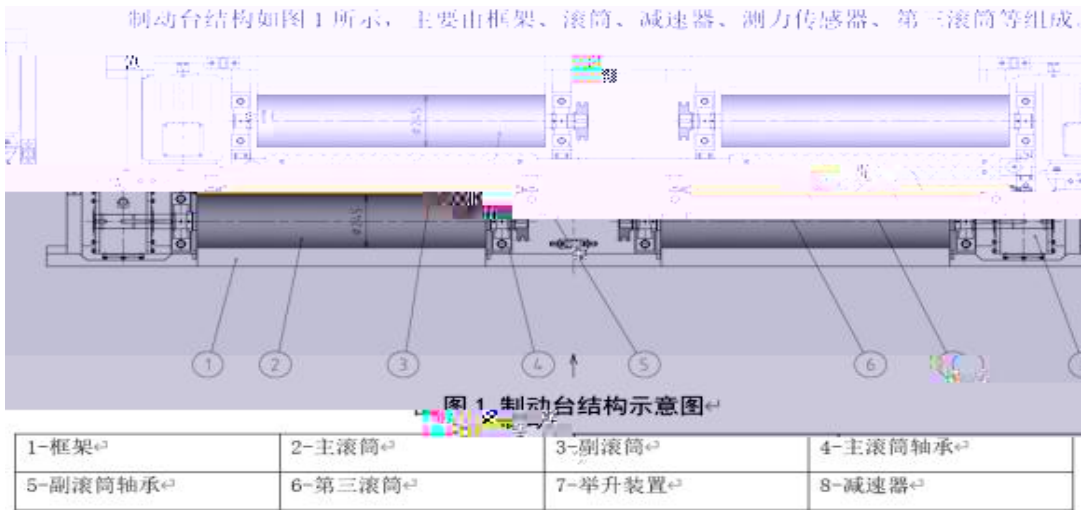 制动台结构如图 1 所示，主要由框架、滚筒、减速器、测力传感器、第三滚筒等组成
ø245
ø245
1 2 3 4 5 6
图 1 制动台结构示意图
1-框架 2-主滚筒 3-副滚筒 4-主滚筒轴承
5-副滚筒轴承 6-第三滚筒 7-举升装置 8-减速器